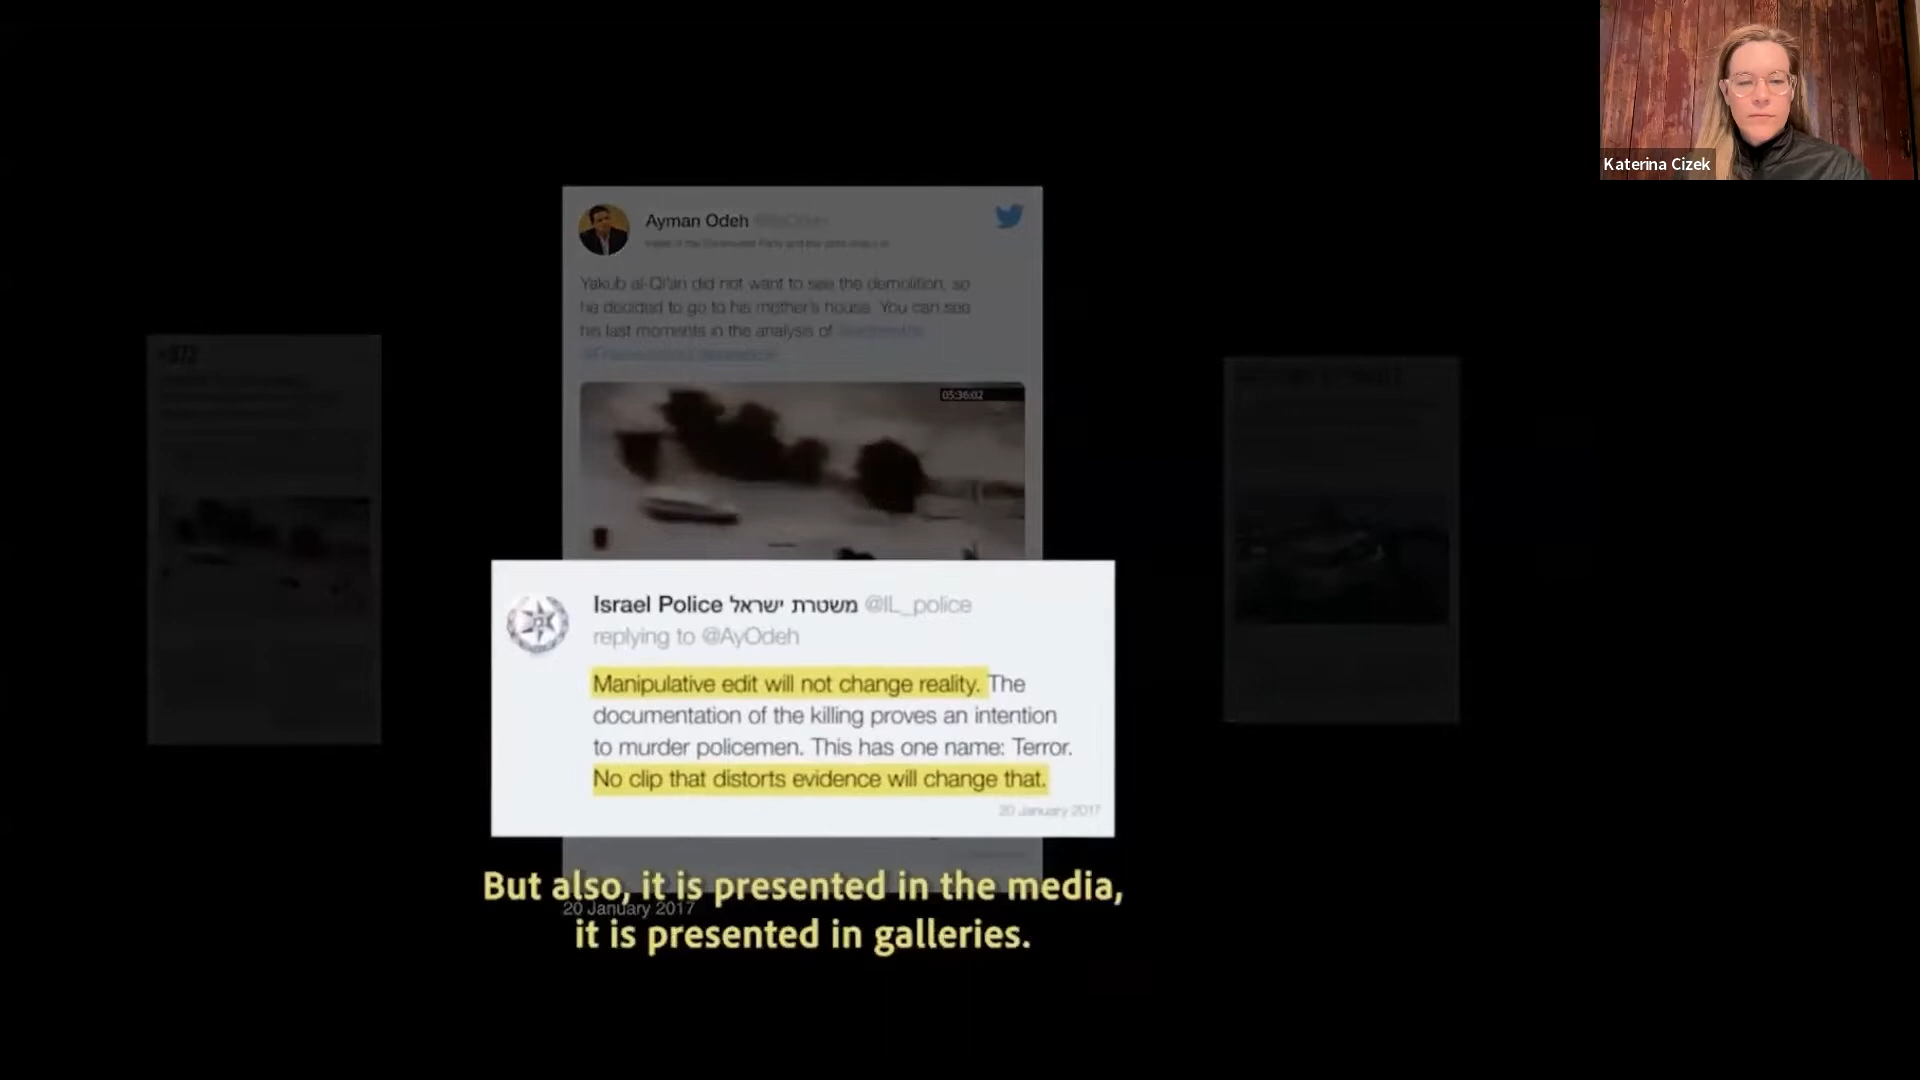 Katerina Cizek
Ayman Odeh
Yakub al-Qi'an did not want to see the demolition, so
he decided to go to his mother's house. You can see
his last moments in the analysis of
+972
05:36:02
Israel Police משטרת ישראל @IL_police
replying to @AyOdeh
Manipulative edit will not change reality. The
documentation of the killing proves an intention
to murder policemen. This has one name: Terror.
No clip that distorts evidence will change that.
20 January 2017
But also, it is presented in the media,
20 January 2017
it is presented in galleries.